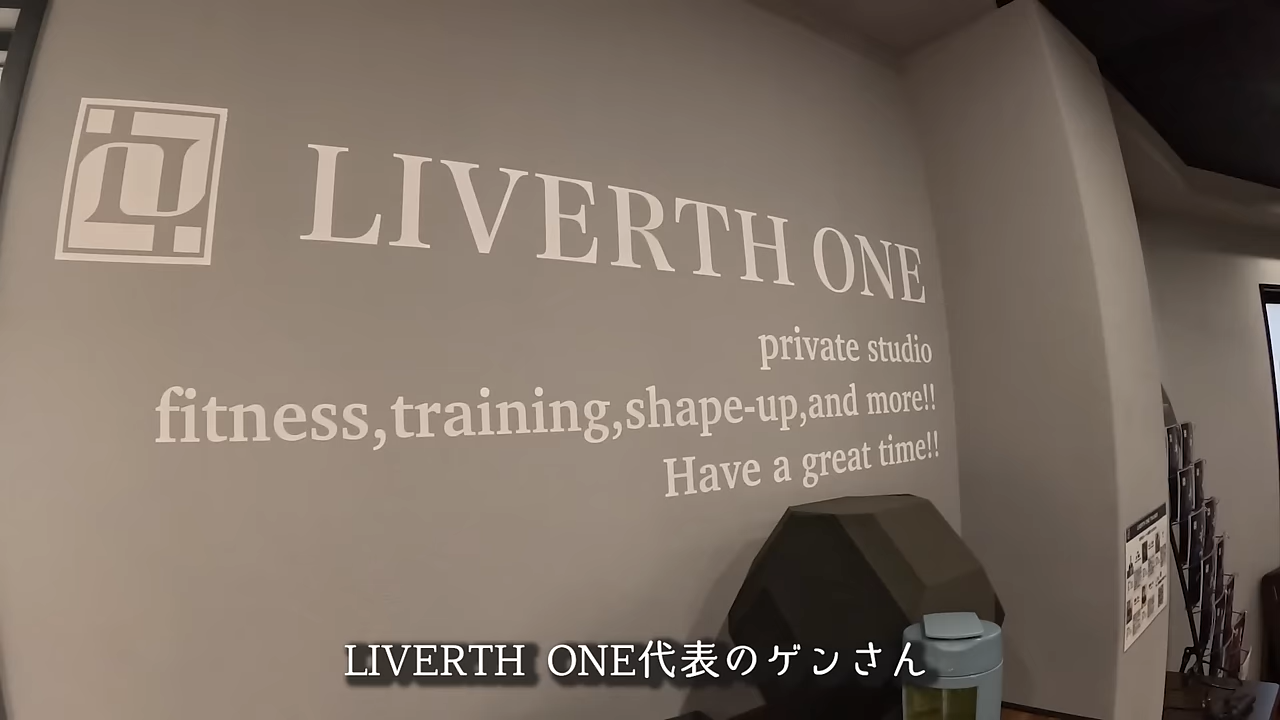 LIVERTH ONE
private studio
fitness,training,shape-up,and more!!
Have a great time!!
LIVERTH ONE代表のゲンさん